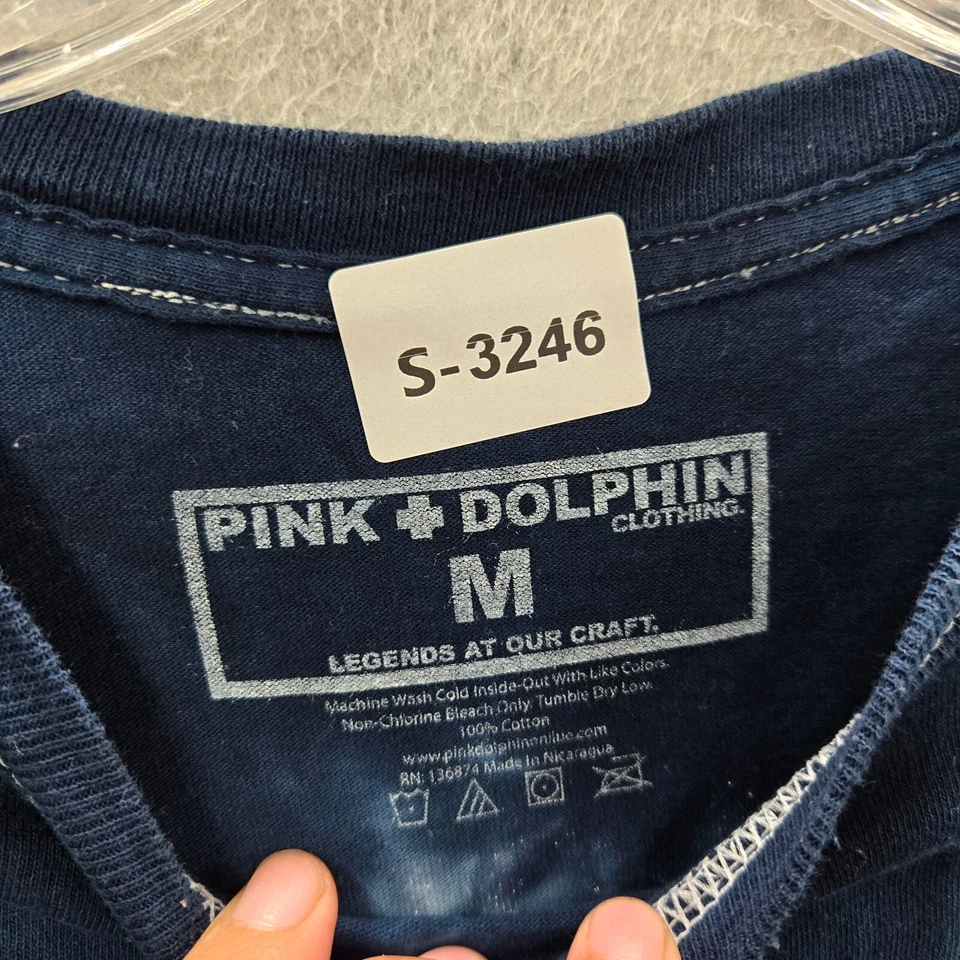 S-3246
PINK + DOLPHIN
CLOTHING.
M
LEGENDS AT OUR CRAFT.
Machine Wash Cold Inside-Out With Like Colors.
Non-Chlorine Bleach Only. Tumble Dry Low.
100% Cotton
www.pinkdolphinonline.com
RN: 136874 Made In Nicaragua